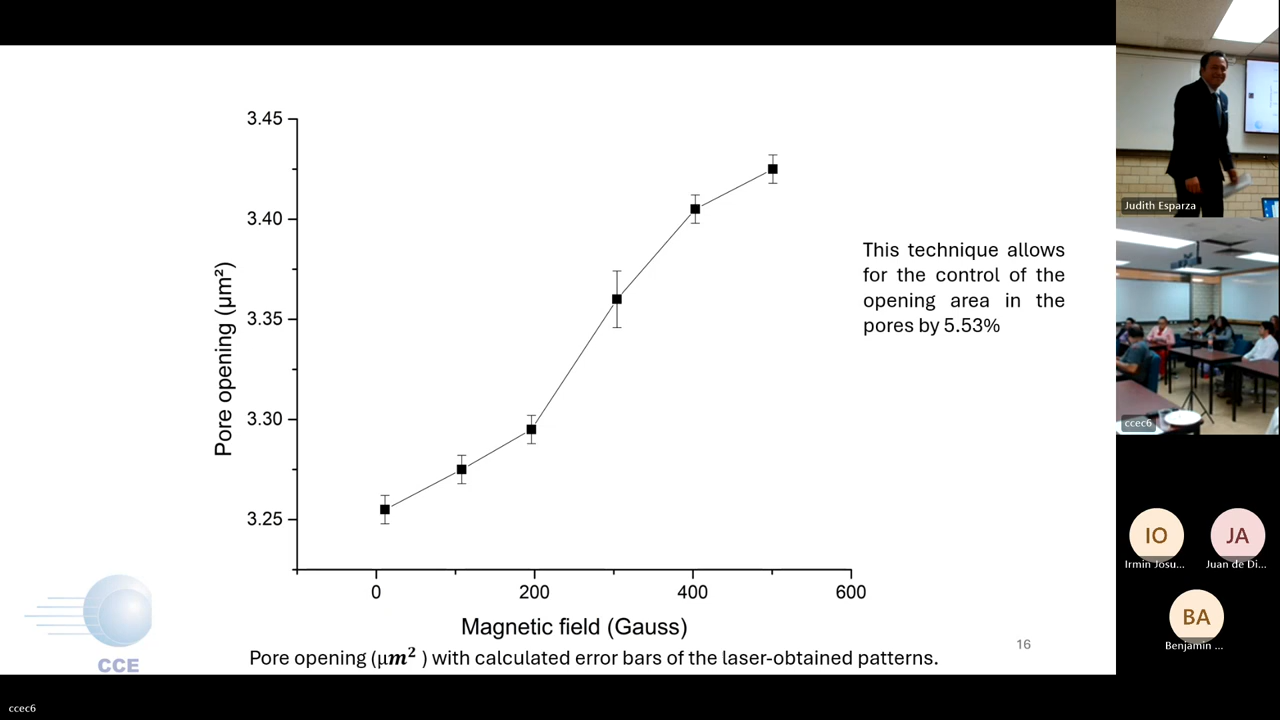 3.45
3.40
3.35
3.30
3.25
Pore opening (µm²)
0
200
400
600
Magnetic field (Gauss)
This technique allows
for the control of the
opening area in the
pores by 5.53%
Pore opening (μm² ) with calculated error bars of the laser-obtained patterns.
16
CCE
Judith Esparza
ccec6
IO
Irmin Josu...
JA
Juan de Di...
BA
Benjamin ...
ccec6